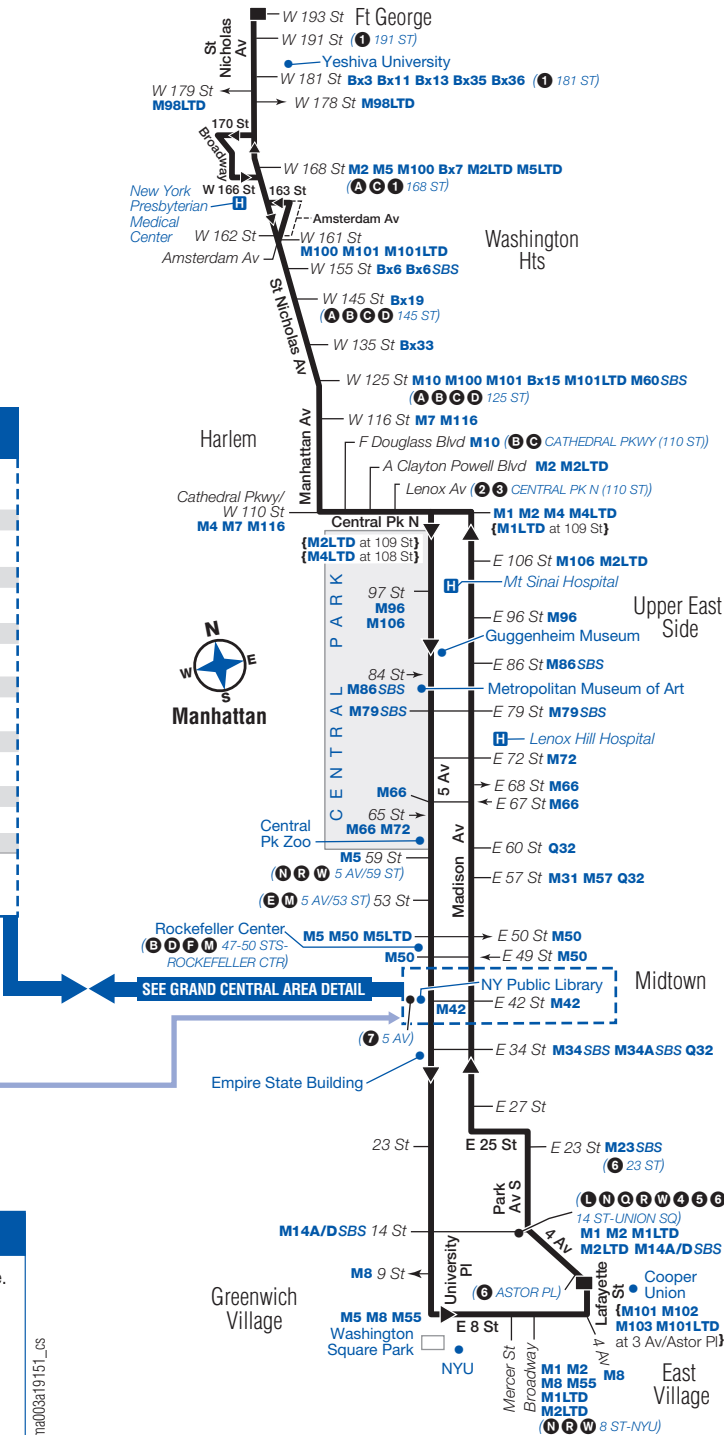 W 193 St Ft George
W 191 St (1 191 ST)
St
Nicholas
Av
Yeshiva University
W 181 St Bx3 Bx11 Bx13 Bx35 Bx36 (1 181 ST)
W 179 St
M98LTD
W 178 St M98LTD
170 St
Broadway
W 168 St M2 M5 M100 Bx7 M2LTD M5LTD
(A C 1 168 ST)
W 166 St
163 St
New York
Presbyterian H
Medical
Center
Amsterdam Av
W 162 St
W 161 St
M100 M101 M101LTD
Amsterdam Av
Washington
Hts
W 155 St Bx6 Bx6SBS
St Nicholas Av
W 145 St Bx19
(A B C D 145 ST)
W 135 St Bx33
W 125 St M10 M100 M101 Bx15 M101LTD M60SBS
(A B C D 125 ST)
Manhattan Av
W 116 St M7 M116
Harlem
F Douglass Blvd M10 (B C CATHEDRAL PKWY (110 ST))
A Clayton Powell Blvd M2 M2LTD
Lenox Av (2 3 CENTRAL PK N (110 ST))
Cathedral Pkwy/
W 110 St
M4 M7 M116
Central Pk N
M1 M2 M4 M4LTD
{M1LTD at 109 St}
{M2LTD at 109 St}
{M4LTD at 108 St}
E 106 St M106 M2LTD
H Mt Sinai Hospital
CENTRAL PARK
97 St
M96
M106
E 96 St M96
Upper East
Side
Guggenheim Museum
N
W E
S
Manhattan
84 St
M86SBS
E 86 St M86SBS
Metropolitan Museum of Art
M79SBS
E 79 St M79SBS
H Lenox Hill Hospital
E 72 St M72
5 Av
Madison Av
E 68 St M66
M66
E 67 St M66
65 St
M66 M72
Central
Pk Zoo
M5 59 St
(N R W 5 AV/59 ST)
E 60 St Q32
E 57 St M31 M57 Q32
(E M 5 AV/53 ST) 53 St
Rockefeller Center
(B D F M 47-50 STS-
ROCKEFELLER CTR)
M5 M50 M5LTD
E 50 St M50
M50
E 49 St M50
SEE GRAND CENTRAL AREA DETAIL
NY Public Library
Midtown
M42
E 42 St M42
(7 5 AV)
E 34 St M34SBS M34ASBS Q32
Empire State Building
E 27 St
23 St
E 25 St
E 23 St M23SBS
(6 23 ST)
Park
Av S
(L N Q R W 4 5 6
14 ST-UNION SQ)
M1 M2 M1LTD
M2LTD M14A/DSBS
M14A/DSBS 14 St
4 Av
M8 9 St
University
Pl
(6 ASTOR PL)
Lafayette
St
Cooper
Union
{M101 M102
M103 M101LTD
at 3 Av/Astor Pl}
Greenwich
Village
M5 M8 M55
E 8 St
Washington
Square Park
NYU
Mercer St
Broadway
M1 M2
M8 M55
M1LTD
M2LTD
(N R W 8 ST-NYU)
4 Av
M8
East
Village
e.
ma003a19151_cs